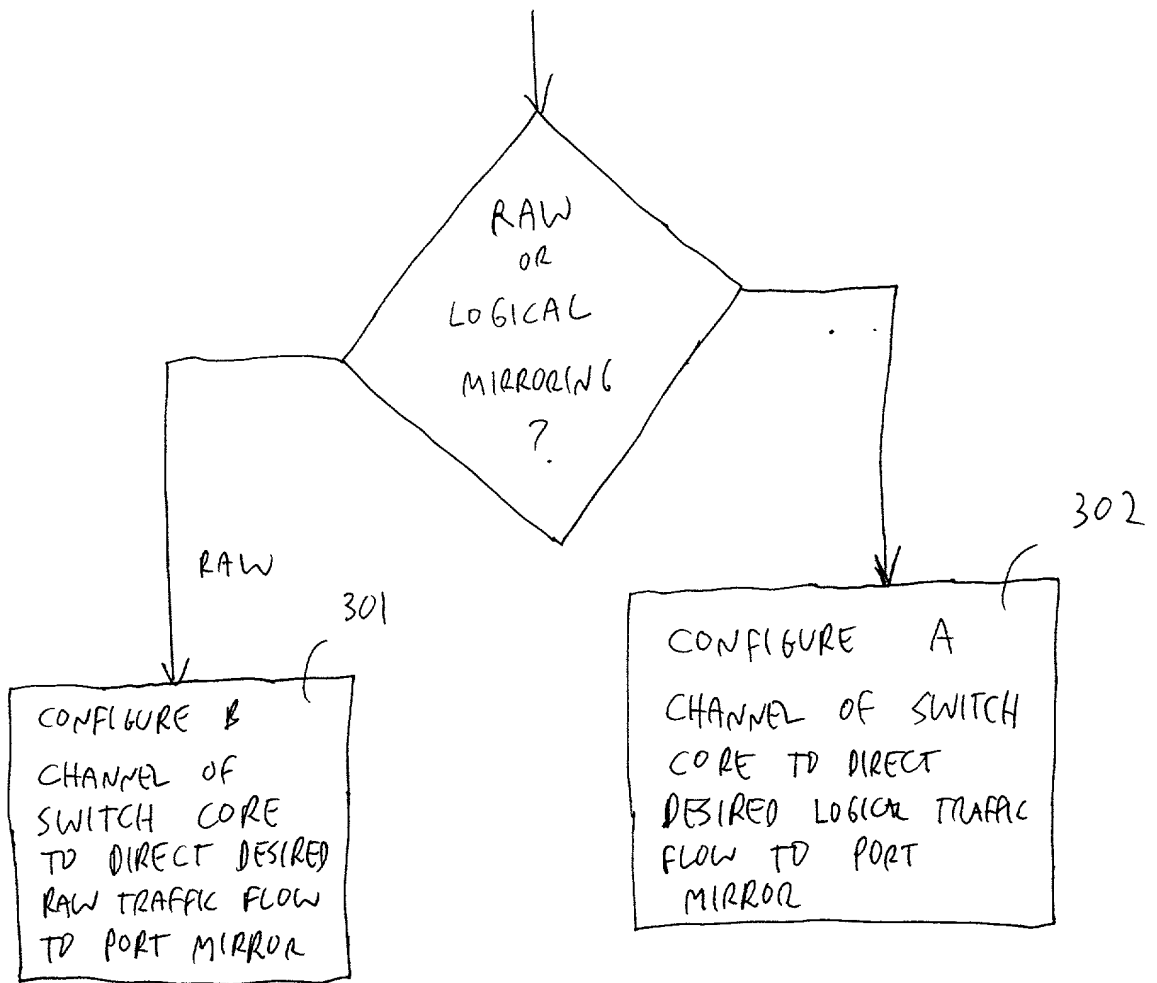 RAW
OR
LOGICAL
MIRRORING
?
RAW
301
CONFIGURE B
CHANNEL OF
SWITCH CORE
TO DIRECT DESIRED
RAW TRAFFIC FLOW
TO PORT MIRROR
302
CONFIGURE A
CHANNEL OF SWITCH
CORE TO DIRECT
DESIRED LOGICAL TRAFFIC
FLOW TO PORT
MIRROR